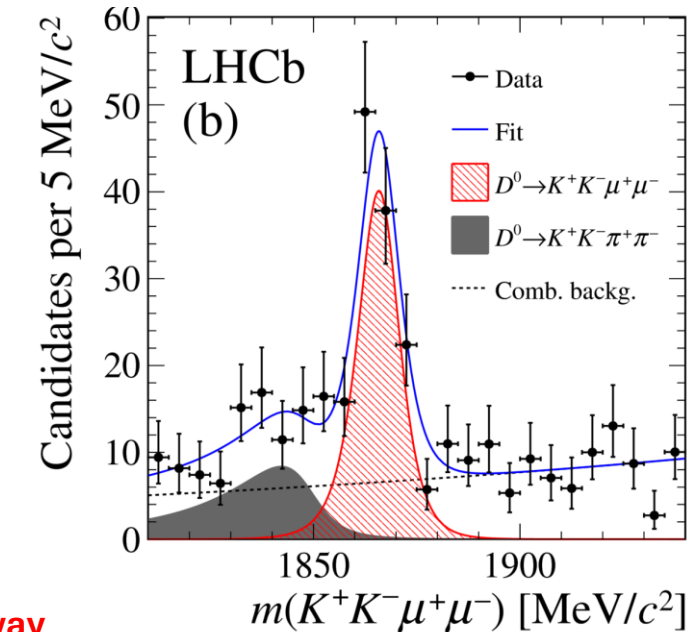 60
50
40
30
20
10
0
Candidates per 5 MeV/c²
LHCb
(b)
Data
Fit
D⁰→K⁺K⁻μ⁺μ⁻
D⁰→K⁺K⁻π⁺π⁻
Comb. backg.
1850 1900
m(K⁺K⁻μ⁺μ⁻) [MeV/c²]